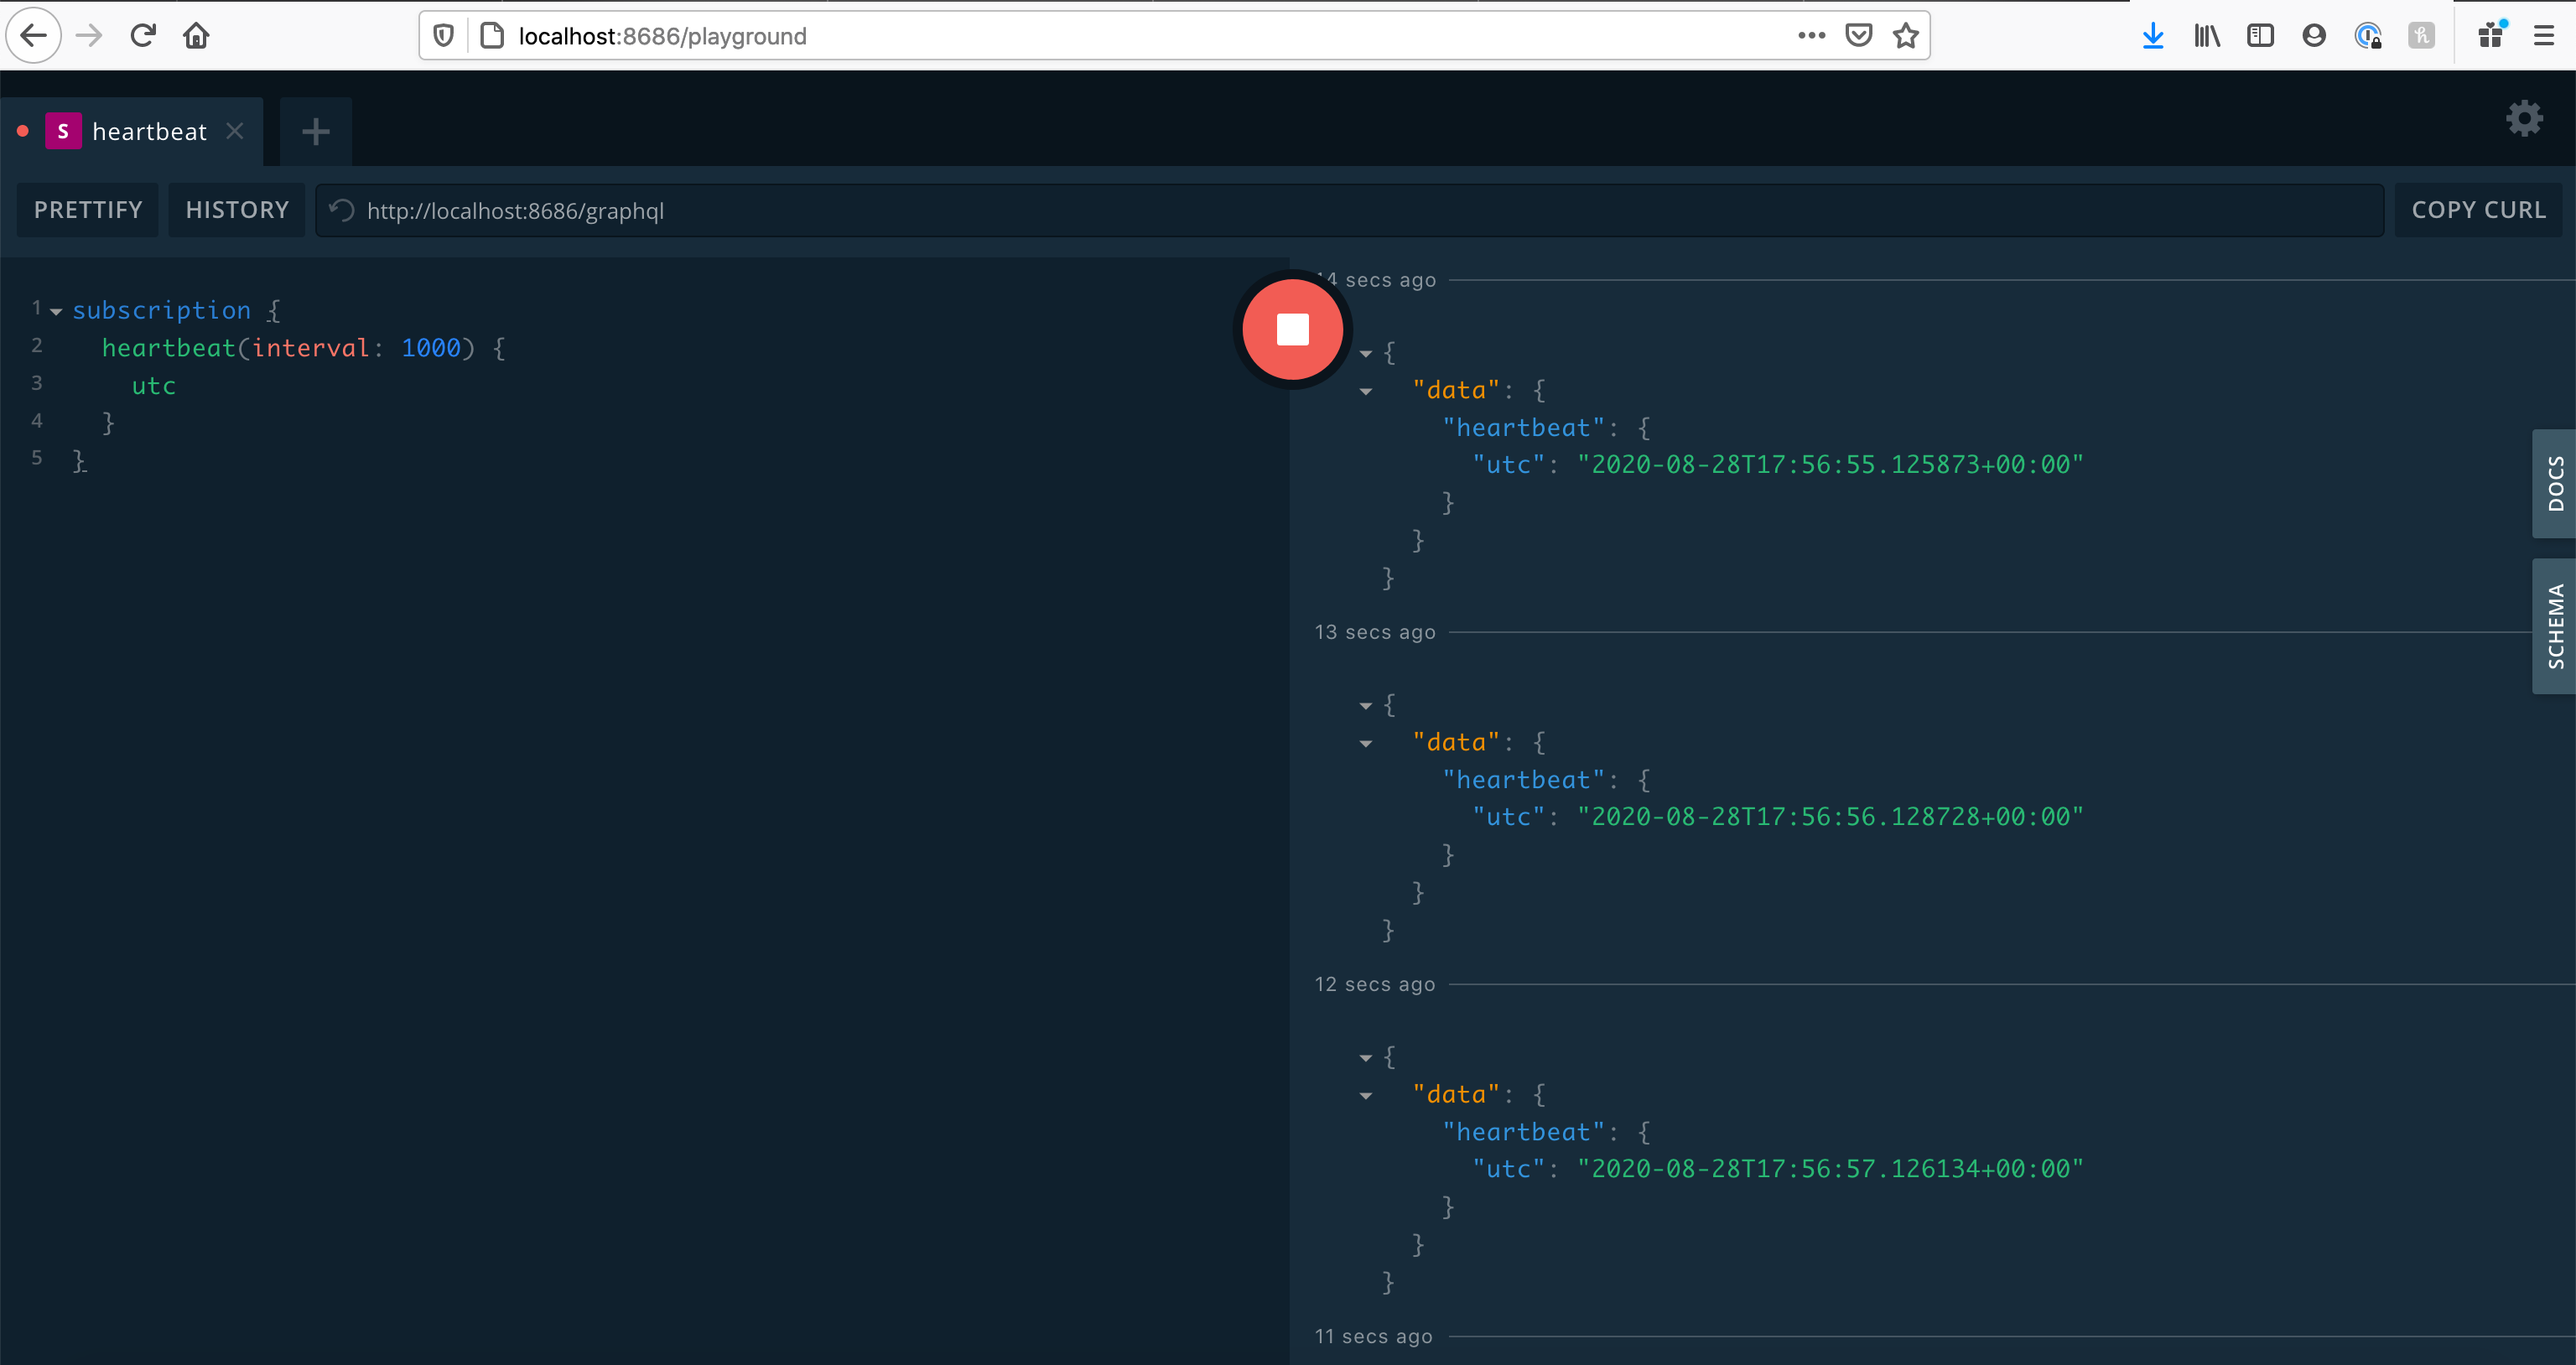 localhost:8686/playground
S heartbeat
PRETTIFY HISTORY http://localhost:8686/graphql COPY CURL
1 subscription {
2 heartbeat(interval: 1000) {
3 utc
4 }
5 }
14 secs ago
{
"data": {
"heartbeat": {
"utc": "2020-08-28T17:56:55.125873+00:00"
}
}
}
13 secs ago
{
"data": {
"heartbeat": {
"utc": "2020-08-28T17:56:56.128728+00:00"
}
}
}
12 secs ago
{
"data": {
"heartbeat": {
"utc": "2020-08-28T17:56:57.126134+00:00"
}
}
}
11 secs ago
DOCS
SCHEMA